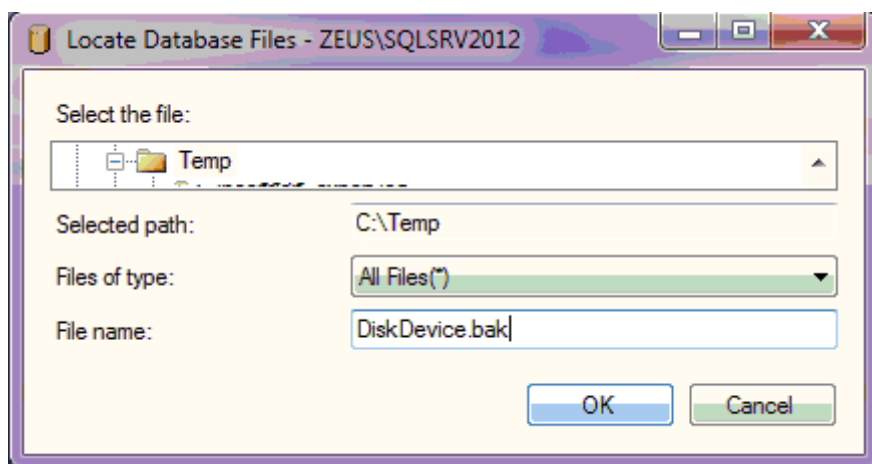 Locate Database Files - ZEUS\SQLSRV2012
Select the file:
Temp
Selected path: C:\Temp
Files of type: All Files(*)
File name: DiskDevice.bak
OK Cancel